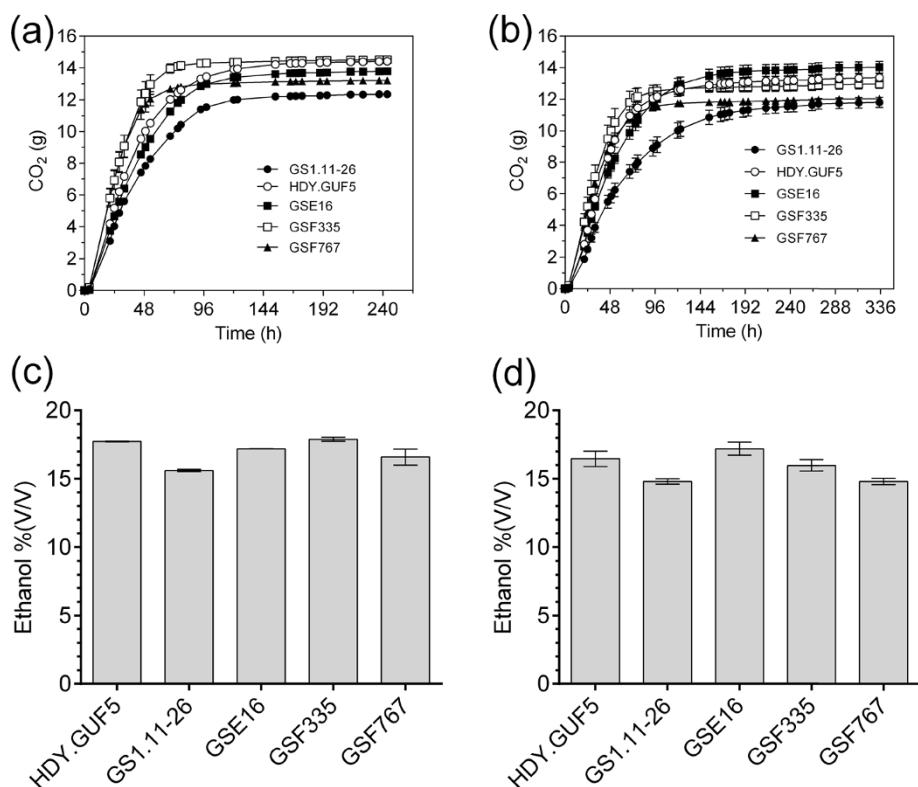 (a)
16
14
12
10
8
6
4
2
0
CO₂ (g)
GS1.11-26
HDY.GUF5
GSE16
GSF335
GSF767
0 48 96 144 192 240
Time (h)
(b)
16
14
12
10
8
6
4
2
0
CO₂ (g)
GS1.11-26
HDY.GUF5
GSE16
GSF335
GSF767
0 48 96 144 192 240 288 336
Time (h)
(c)
20
15
10
5
0
Ethanol %(V/V)
HDY.GUF5 GS1.11-26 GSE16 GSF335 GSF767
(d)
20
15
10
5
0
Ethanol %(V/V)
HDY.GUF5 GS1.11-26 GSE16 GSF335 GSF767